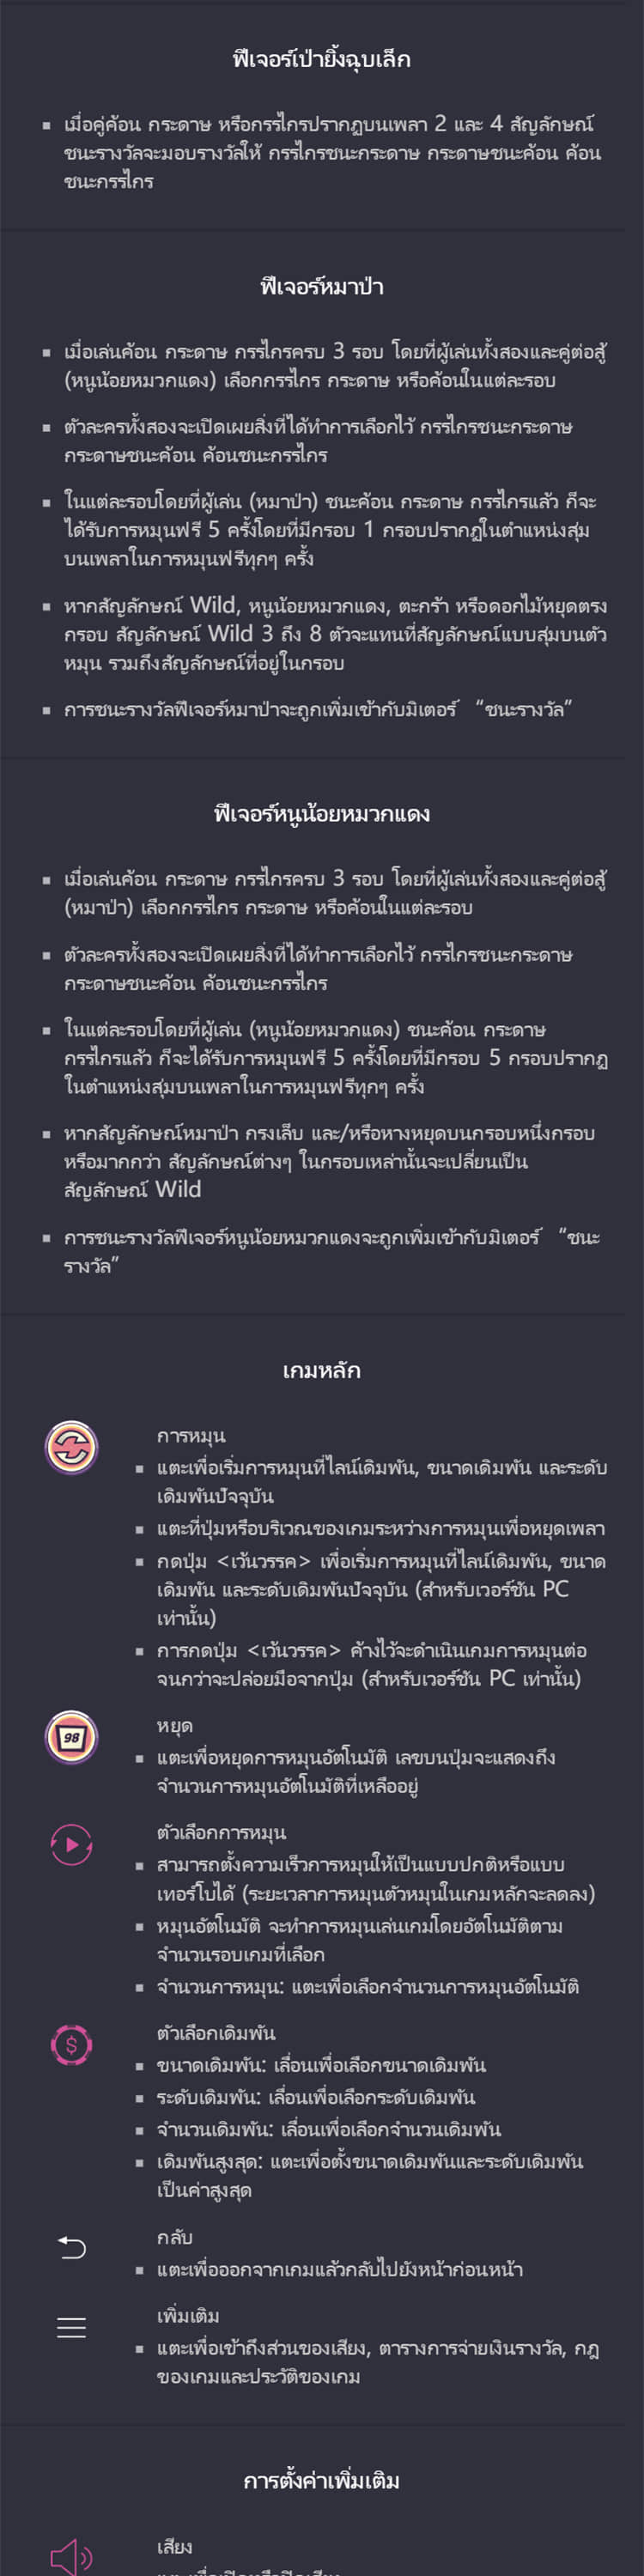 ฟีเจอร์เป่ายิ้งฉุบเล็ก
เมื่อคู่ค้อน กระดาษ หรือกรรไกรปรากฏบนเพลา 2 และ 4 สัญลักษณ์
ชนะรางวัลจะมอบรางวัลให้ กรรไกรชนะกระดาษ กระดาษชนะค้อน ค้อน
ชนะกรรไกร
ฟีเจอร์หมาป่า
เมื่อเล่นค้อน กระดาษ กรรไกรครบ 3 รอบ โดยที่ผู้เล่นทั้งสองและคู่ต่อสู้
(หนูน้อยหมวกแดง) เลือกกรรไกร กระดาษ หรือค้อนในแต่ละรอบ
ตัวละครทั้งสองจะเปิดเผยสิ่งที่ได้ทำการเลือกไว้ กรรไกรชนะกระดาษ
กระดาษชนะค้อน ค้อนชนะกรรไกร
ในแต่ละรอบโดยที่ผู้เล่น (หมาป่า) ชนะค้อน กระดาษ กรรไกรแล้ว ก็จะ
ได้รับการหมุนฟรี 5 ครั้งโดยที่มีกรอบ 1 กรอบปรากฏในตำแหน่งสุ่ม
บนเพลาในการหมุนฟรีทุกๆ ครั้ง
หากสัญลักษณ์ Wild, หนูน้อยหมวกแดง, ตะกร้า หรือดอกไม้หยุดตรง
กรอบ สัญลักษณ์ Wild 3 ถึง 8 ตัวจะแทนที่สัญลักษณ์แบบสุ่มบนตัว
หมุน รวมถึงสัญลักษณ์ที่อยู่ในกรอบ
การชนะรางวัลฟีเจอร์หมาป่าจะถูกเพิ่มเข้ากับมิเตอร์ “ชนะรางวัล”
ฟีเจอร์หนูน้อยหมวกแดง
เมื่อเล่นค้อน กระดาษ กรรไกรครบ 3 รอบ โดยที่ผู้เล่นทั้งสองและคู่ต่อสู้
(หมาป่า) เลือกกรรไกร กระดาษ หรือค้อนในแต่ละรอบ
ตัวละครทั้งสองจะเปิดเผยสิ่งที่ได้ทำการเลือกไว้ กรรไกรชนะกระดาษ
กระดาษชนะค้อน ค้อนชนะกรรไกร
ในแต่ละรอบโดยที่ผู้เล่น (หนูน้อยหมวกแดง) ชนะค้อน กระดาษ
กรรไกรแล้ว ก็จะได้รับการหมุนฟรี 5 ครั้งโดยที่มีกรอบ 5 กรอบปรากฏ
ในตำแหน่งสุ่มบนเพลาในการหมุนฟรีทุกๆ ครั้ง
หากสัญลักษณ์หมาป่า กรงเล็บ และ/หรือหางหยุดบนกรอบหนึ่งกรอบ
หรือมากกว่า สัญลักษณ์ต่างๆ ในกรอบเหล่านั้นจะเปลี่ยนเป็น
สัญลักษณ์ Wild
การชนะรางวัลฟีเจอร์หนูน้อยหมวกแดงจะถูกเพิ่มเข้ากับมิเตอร์ “ชนะ
รางวัล”
เกมหลัก
การหมุน
แตะเพื่อเริ่มการหมุนที่ไลน์เดิมพัน, ขนาดเดิมพัน และระดับ
เดิมพันปัจจุบัน
แตะที่ปุ่มหรือบริเวณของเกมระหว่างการหมุนเพื่อหยุดเพลา
กดปุ่ม <เว้นวรรค> เพื่อเริ่มการหมุนที่ไลน์เดิมพัน, ขนาด
เดิมพัน และระดับเดิมพันปัจจุบัน (สำหรับเวอร์ชัน PC
เท่านั้น)
การกดปุ่ม <เว้นวรรค> ค้างไว้จะดำเนินเกมการหมุนต่อ
จนกว่าจะปล่อยมือจากปุ่ม (สำหรับเวอร์ชัน PC เท่านั้น)
98
หยุด
แตะเพื่อหยุดการหมุนอัตโนมัติ เลขบนปุ่มจะแสดงถึง
จำนวนการหมุนอัตโนมัติที่เหลืออยู่
ตัวเลือกการหมุน
สามารถตั้งความเร็วการหมุนให้เป็นแบบปกติหรือแบบ
เทอร์โบได้ (ระยะเวลาการหมุนตัวหมุนในเกมหลักจะลดลง)
หมุนอัตโนมัติ จะทำการหมุนเล่นเกมโดยอัตโนมัติตาม
จำนวนรอบเกมที่เลือก
จำนวนการหมุน: แตะเพื่อเลือกจำนวนการหมุนอัตโนมัติ
$
ตัวเลือกเดิมพัน
ขนาดเดิมพัน: เลื่อนเพื่อเลือกขนาดเดิมพัน
ระดับเดิมพัน: เลื่อนเพื่อเลือกระดับเดิมพัน
จำนวนเดิมพัน: เลื่อนเพื่อเลือกจำนวนเดิมพัน
เดิมพันสูงสุด: แตะเพื่อตั้งขนาดเดิมพันและระดับเดิมพัน
เป็นค่าสูงสุด
กลับ
แตะเพื่อออกจากเกมแล้วกลับไปยังหน้าก่อนหน้า
เพิ่มเติม
แตะเพื่อเข้าถึงส่วนของเสียง, ตารางการจ่ายเงินรางวัล, กฎ
ของเกมและประวัติของเกม
การตั้งค่าเพิ่มเติม
เสียง